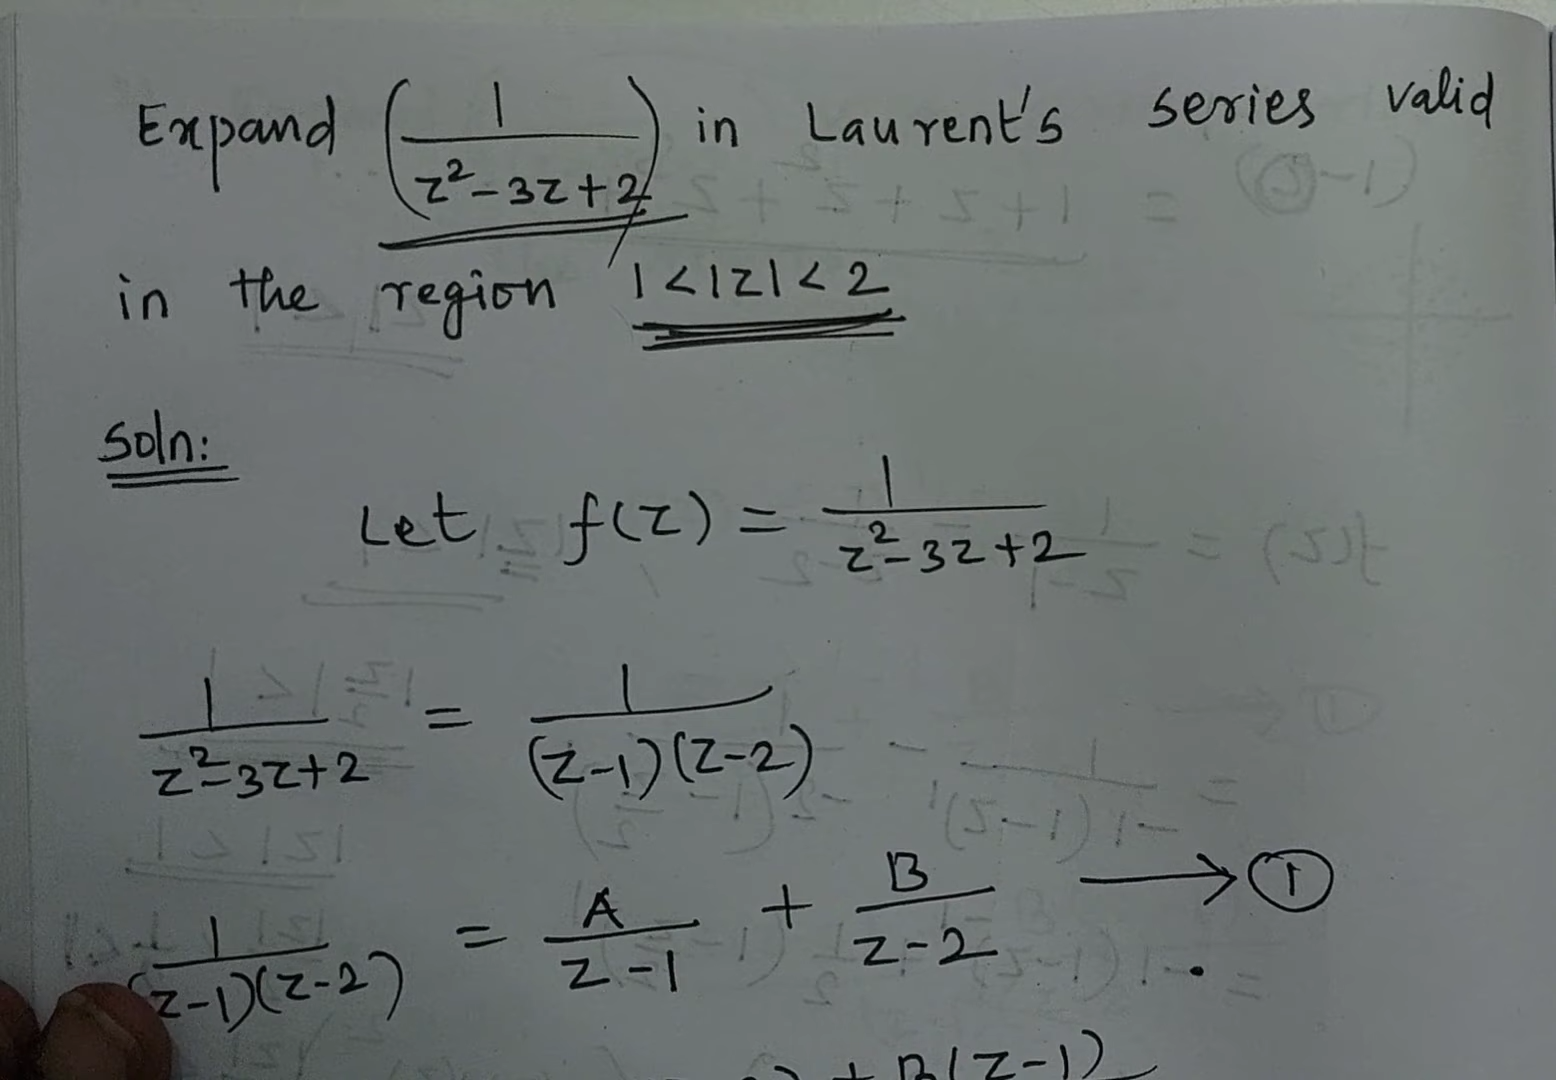 Expand (1/(z²-3z+2)) in Laurent's series valid
in the region 1<|z|<2
Soln:
Let f(z) = 1/(z²-3z+2)
1/(z²-3z+2) = 1/((z-1)(z-2))
1/((z-1)(z-2)) = A/(z-1) + B/(z-2) → ①
) + B(z-1)